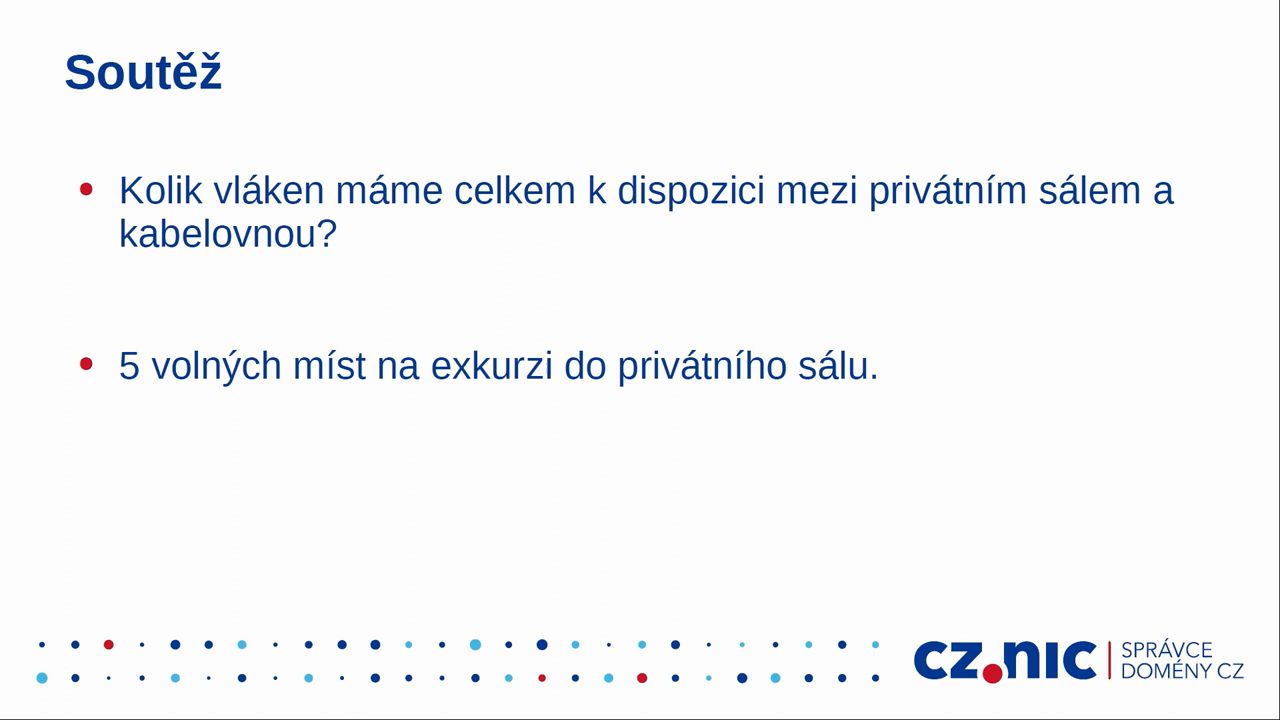 Soutěž
Kolik vláken máme celkem k dispozici mezi privátním sálem a
kabelovnou?
5 volných míst na exkurzi do privátního sálu.
CZ.NIC
SPRÁVCE
DOMÉNY CZ